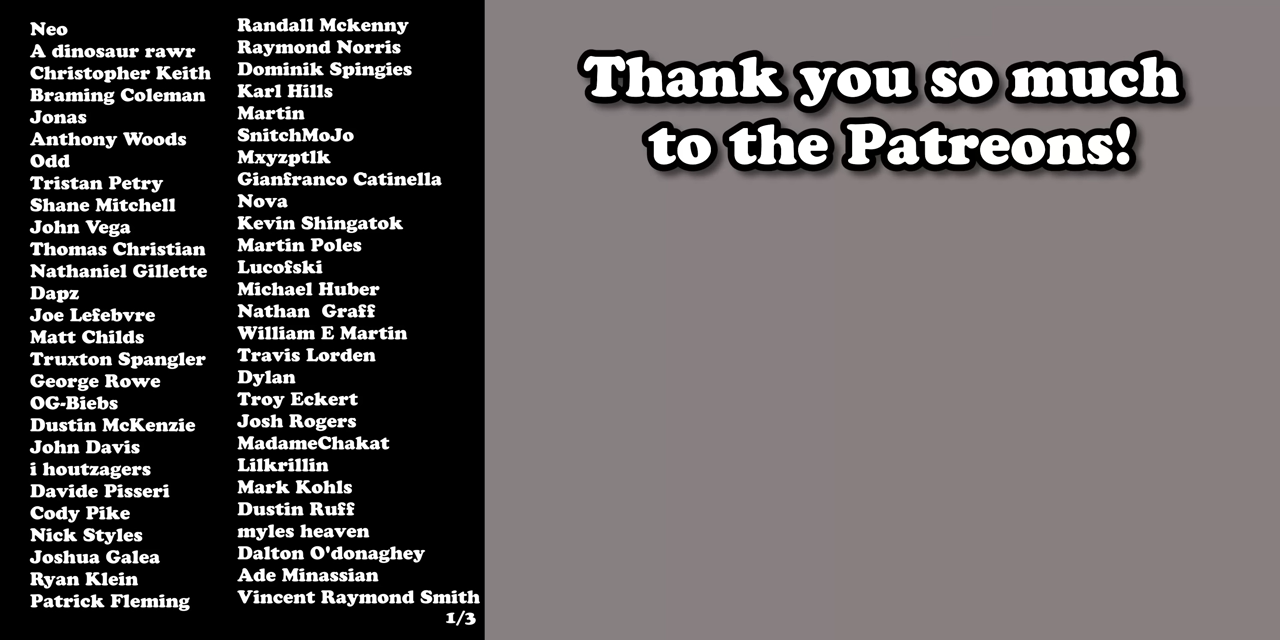 Neo
A dinosaur rawr
Christopher Keith
Braming Coleman
Jonas
Anthony Woods
Odd
Tristan Petry
Shane Mitchell
John Vega
Thomas Christian
Nathaniel Gillette
Dapz
Joe Lefebvre
Matt Childs
Truxton Spangler
George Rowe
OG-Biebs
Dustin McKenzie
John Davis
i houtzagers
Davide Pisseri
Cody Pike
Nick Styles
Joshua Galea
Ryan Klein
Patrick Fleming
Randall Mckenny
Raymond Norris
Dominik Spingies
Karl Hills
Martin
SnitchMoJo
Mxyzptlk
Gianfranco Catinella
Nova
Kevin Shingatok
Martin Poles
Lucofski
Michael Huber
Nathan  Graff
William E Martin
Travis Lorden
Dylan
Troy Eckert
Josh Rogers
MadameChakat
Lilkrillin
Mark Kohls
Dustin Ruff
myles heaven
Dalton O'donaghey
Ade Minassian
Vincent Raymond Smith
1/3
Thank you so much
to the Patreons!